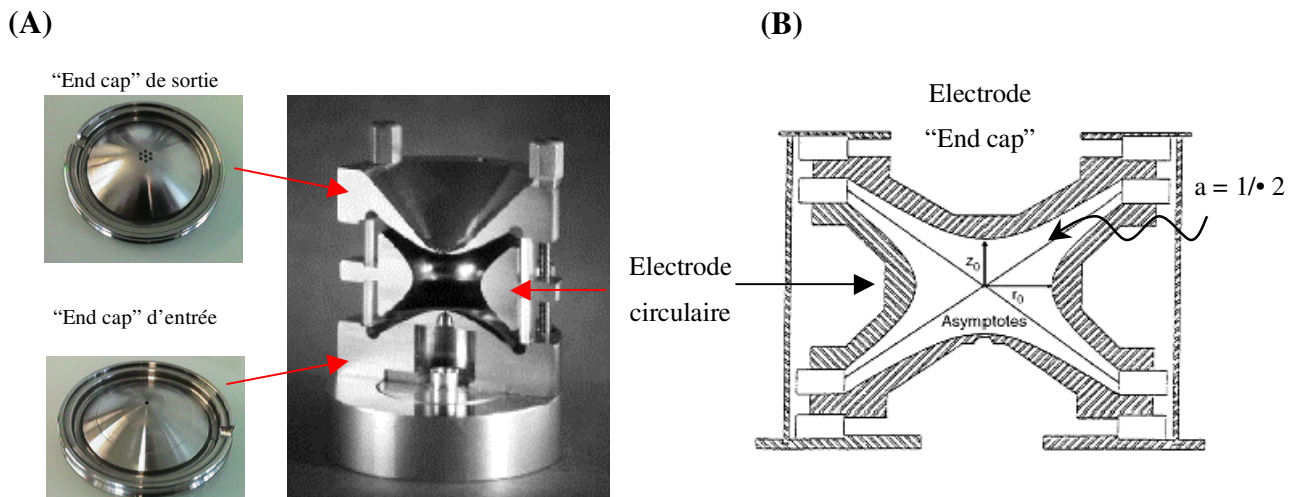 (A)
(B)
“End cap” de sortie
“End cap” d’entrée
Electrode
“End cap”
a = 1/• 2
Electrode
circulaire
z0
r0
Asymptotes